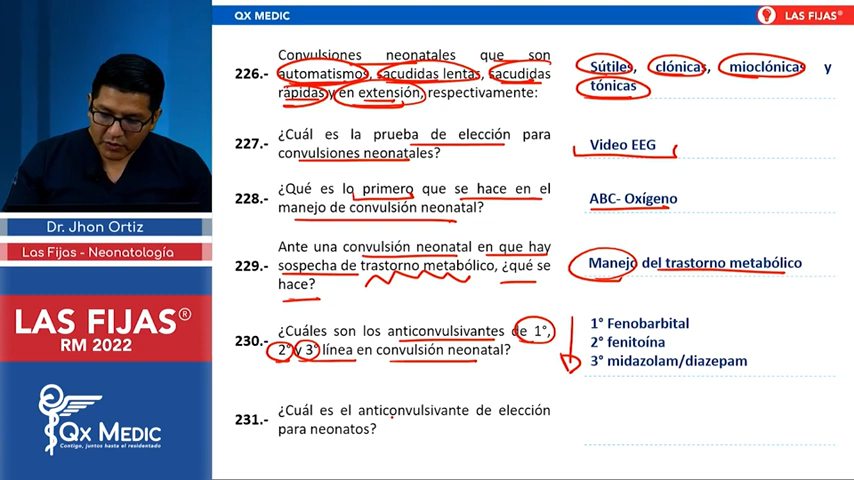 QX MEDIC
LAS FIJAS®
Convulsiones neonatales que son
226.- automatismos, sacudidas lentas, sacudidas
rápidas y en extensión, respectivamente:
Sútiles, clónicas, mioclónicas y
tónicas
¿Cuál es la prueba de elección para
227.- convulsiones neonatales?
Video EEG
¿Qué es lo primero que se hace en el
228.- manejo de convulsión neonatal?
ABC- Oxígeno
Ante una convulsión neonatal en que hay
229.- sospecha de trastorno metabólico, ¿qué se
hace?
Manejo del trastorno metabólico
¿Cuáles son los anticonvulsivantes de 1°,
230.- 2° y 3° línea en convulsión neonatal?
1° Fenobarbital
2° fenitoína
3° midazolam/diazepam
¿Cuál es el anticonvulsivante de elección
231.- para neonatos?
Dr. Jhon Ortiz
Las Fijas - Neonatología
LAS FIJAS®
RM 2022
QX MEDIC
Contigo, juntos hasta el residentado